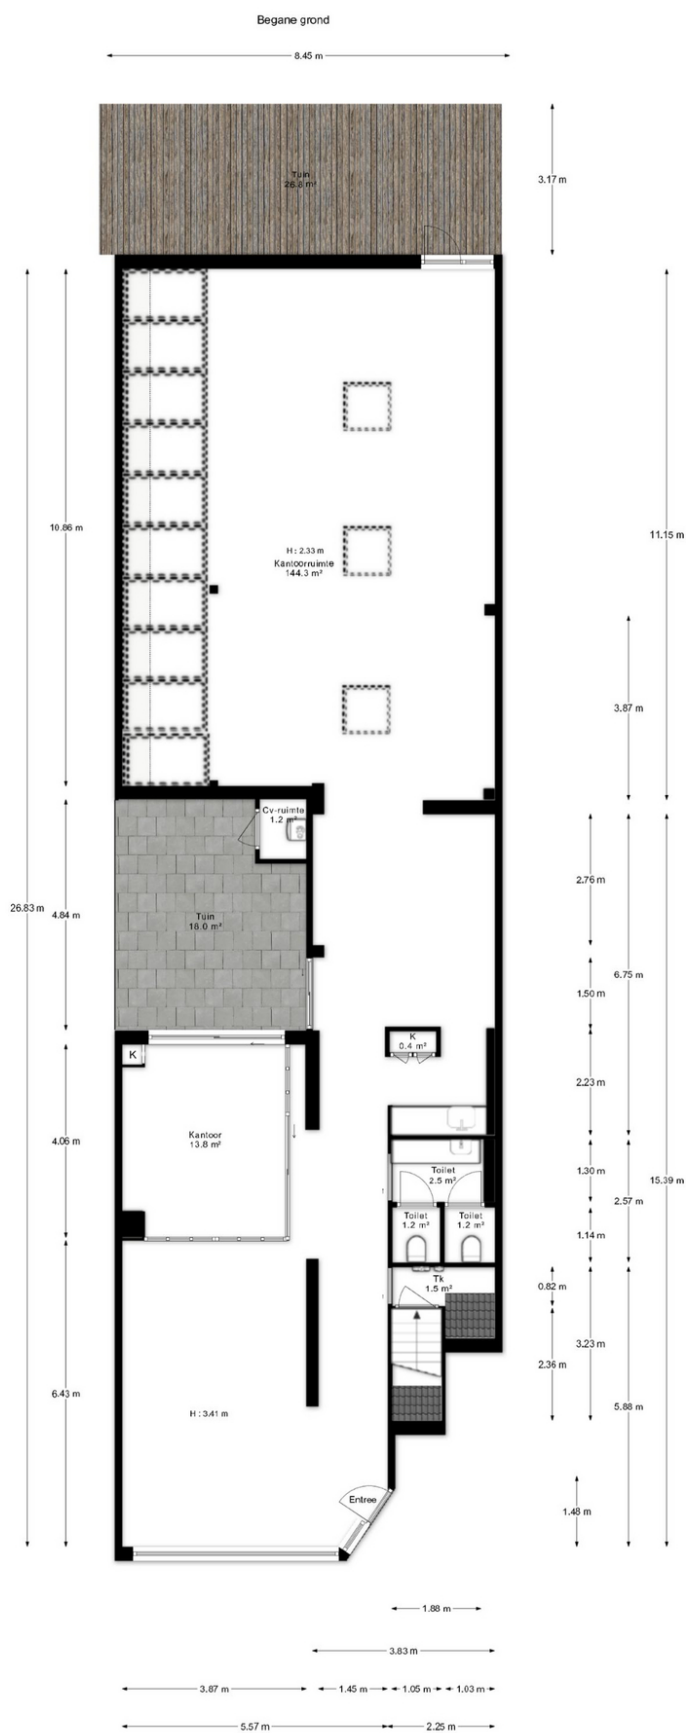 Begane grond
8.45 m
Tuin
26.8 m²
3.17 m
H : 2.33 m
Kantoorruimte
144.3 m²
10.86 m
11.15 m
3.87 m
Cv-ruimte
1.2 m²
Tuin
18.0 m²
26.83 m
4.84 m
2.76 m
6.75 m
1.50 m
K
0.4 m²
2.23 m
K
Kantoor
13.8 m²
4.06 m
Toilet
2.5 m²
1.30 m
2.57 m
15.39 m
Toilet
1.2 m²
Toilet
1.2 m²
1.14 m
Tk
1.5 m²
0.82 m
3.23 m
2.36 m
6.43 m
5.88 m
H : 3.41 m
Entree
1.48 m
1.88 m
3.83 m
3.87 m
1.45 m
1.05 m
1.03 m
5.57 m
2.25 m